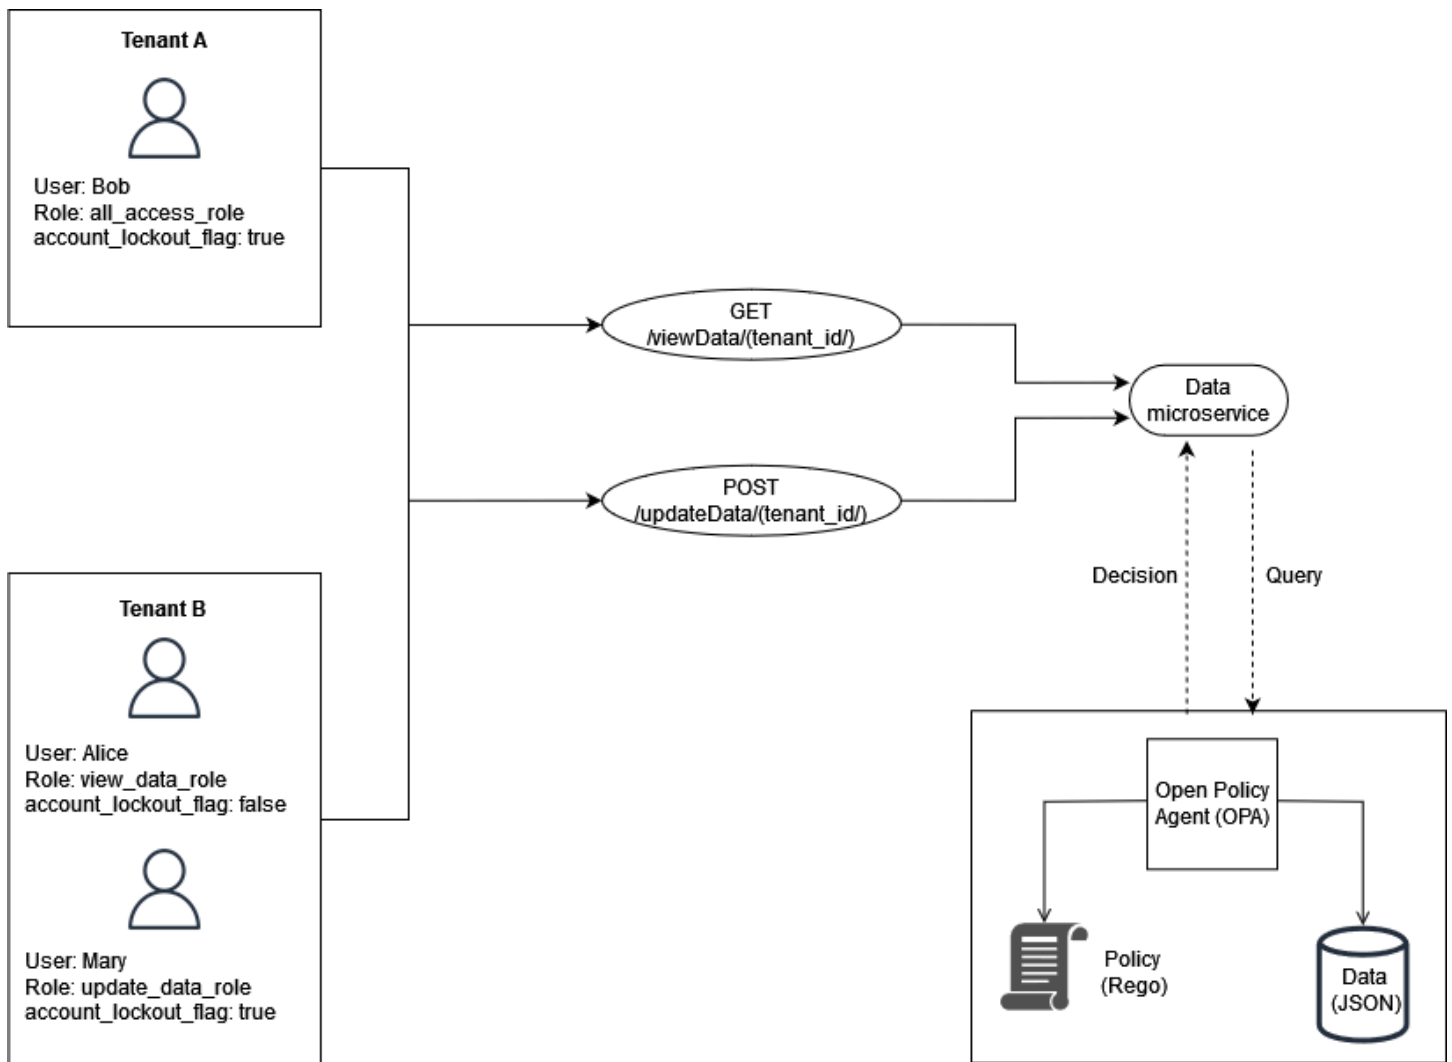 Tenant A
User: Bob
Role: all_access_role
account_lockout_flag: true
GET
/viewData/(tenant_id/)
Data
microservice
POST
/updateData/(tenant_id/)
Decision
Query
Tenant B
User: Alice
Role: view_data_role
account_lockout_flag: false
User: Mary
Role: update_data_role
account_lockout_flag: true
Open Policy
Agent (OPA)
Policy
(Rego)
Data
(JSON)